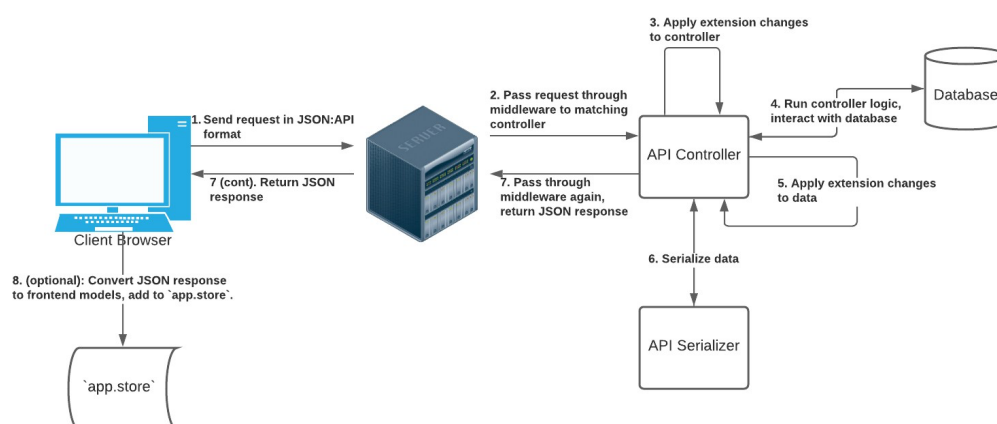 3. Apply extension changes
to controller
Database
2. Pass request through
middleware to matching
controller
4. Run controller logic,
interact with database
1. Send request in JSON:API
format
SERVER
API Controller
7 (cont). Return JSON
response
7. Pass through
middleware again,
return JSON response
5. Apply extension changes
to data
Client Browser
6. Serialize data
8. (optional): Convert JSON response
to frontend models, add to `app.store`.
API Serializer
`app.store`